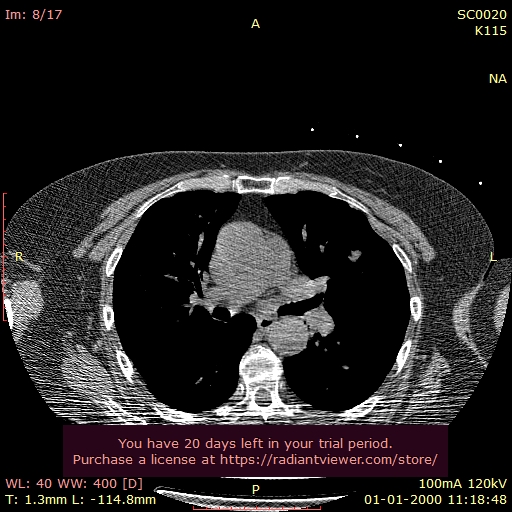 Im: 8/17
A
SC0020
K115
NA
R
L
You have 20 days left in your trial period.
Purchase a license at https://radiantviewer.com/store/
WL: 40 WW: 400 [D]
T: 1.3mm L: -114.8mm
P
100mA 120kV
01-01-2000 11:18:48